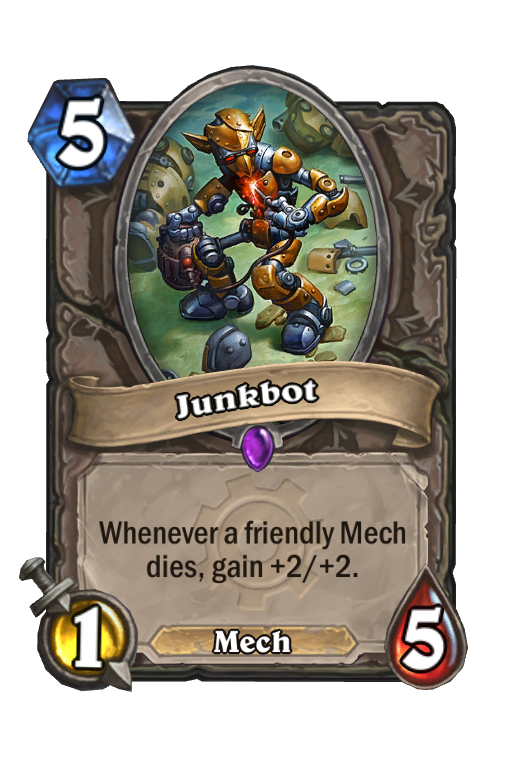 5
Junkbot
Whenever a friendly Mech
dies, gain +2/+2.
1
Mech
5